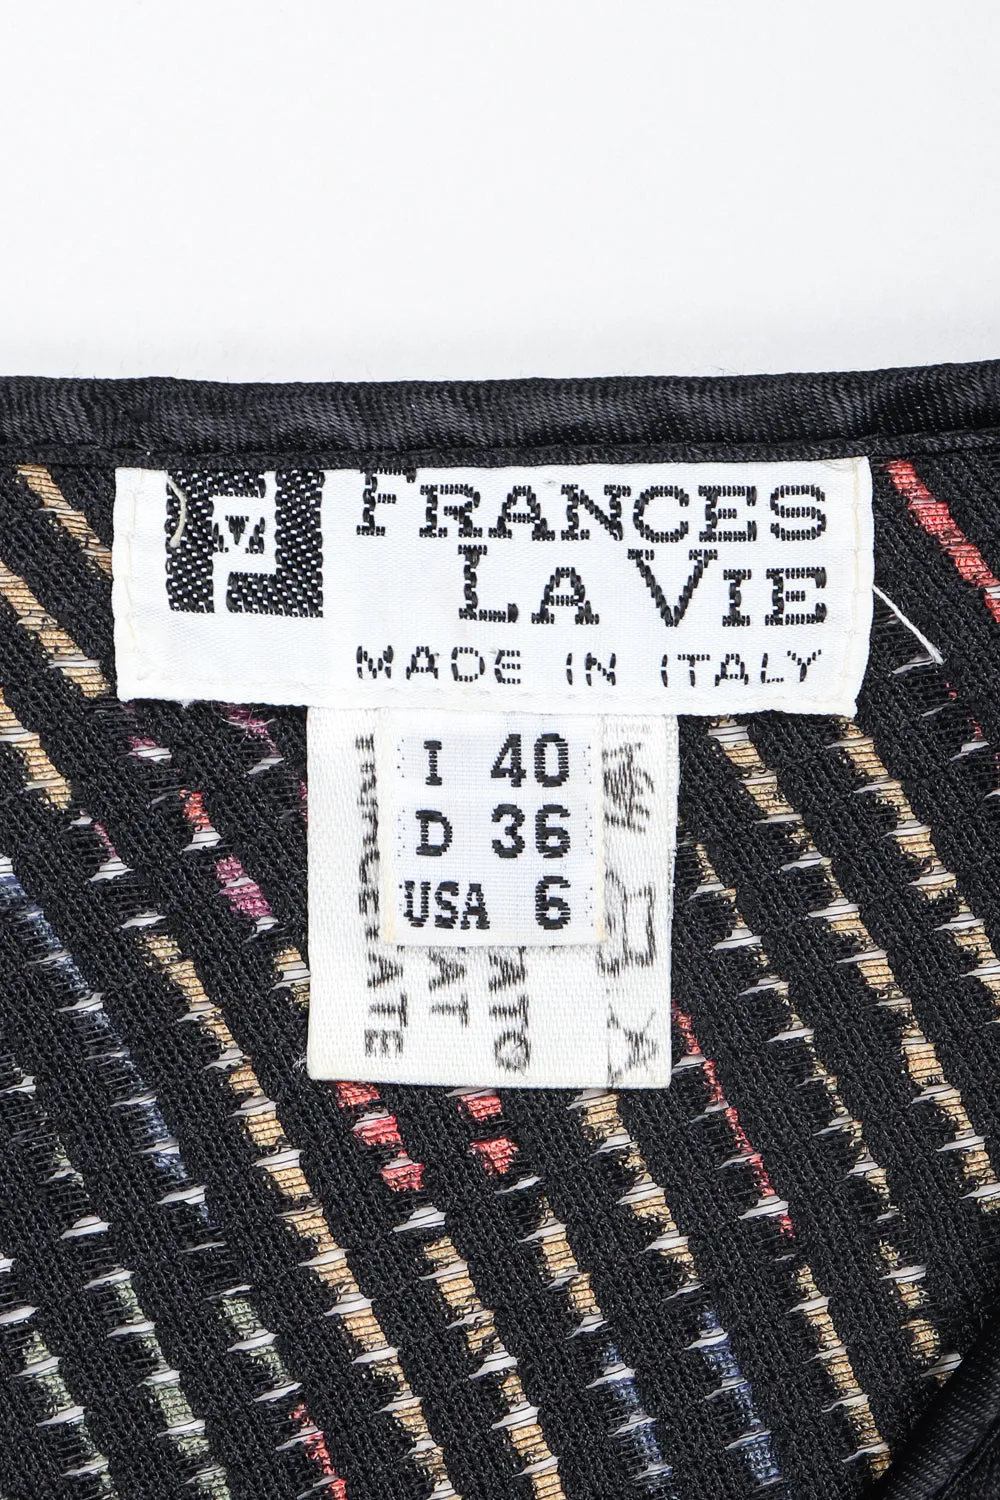 FRANCES
LA VIE
MADE IN ITALY
I 40
D 36
USA 6